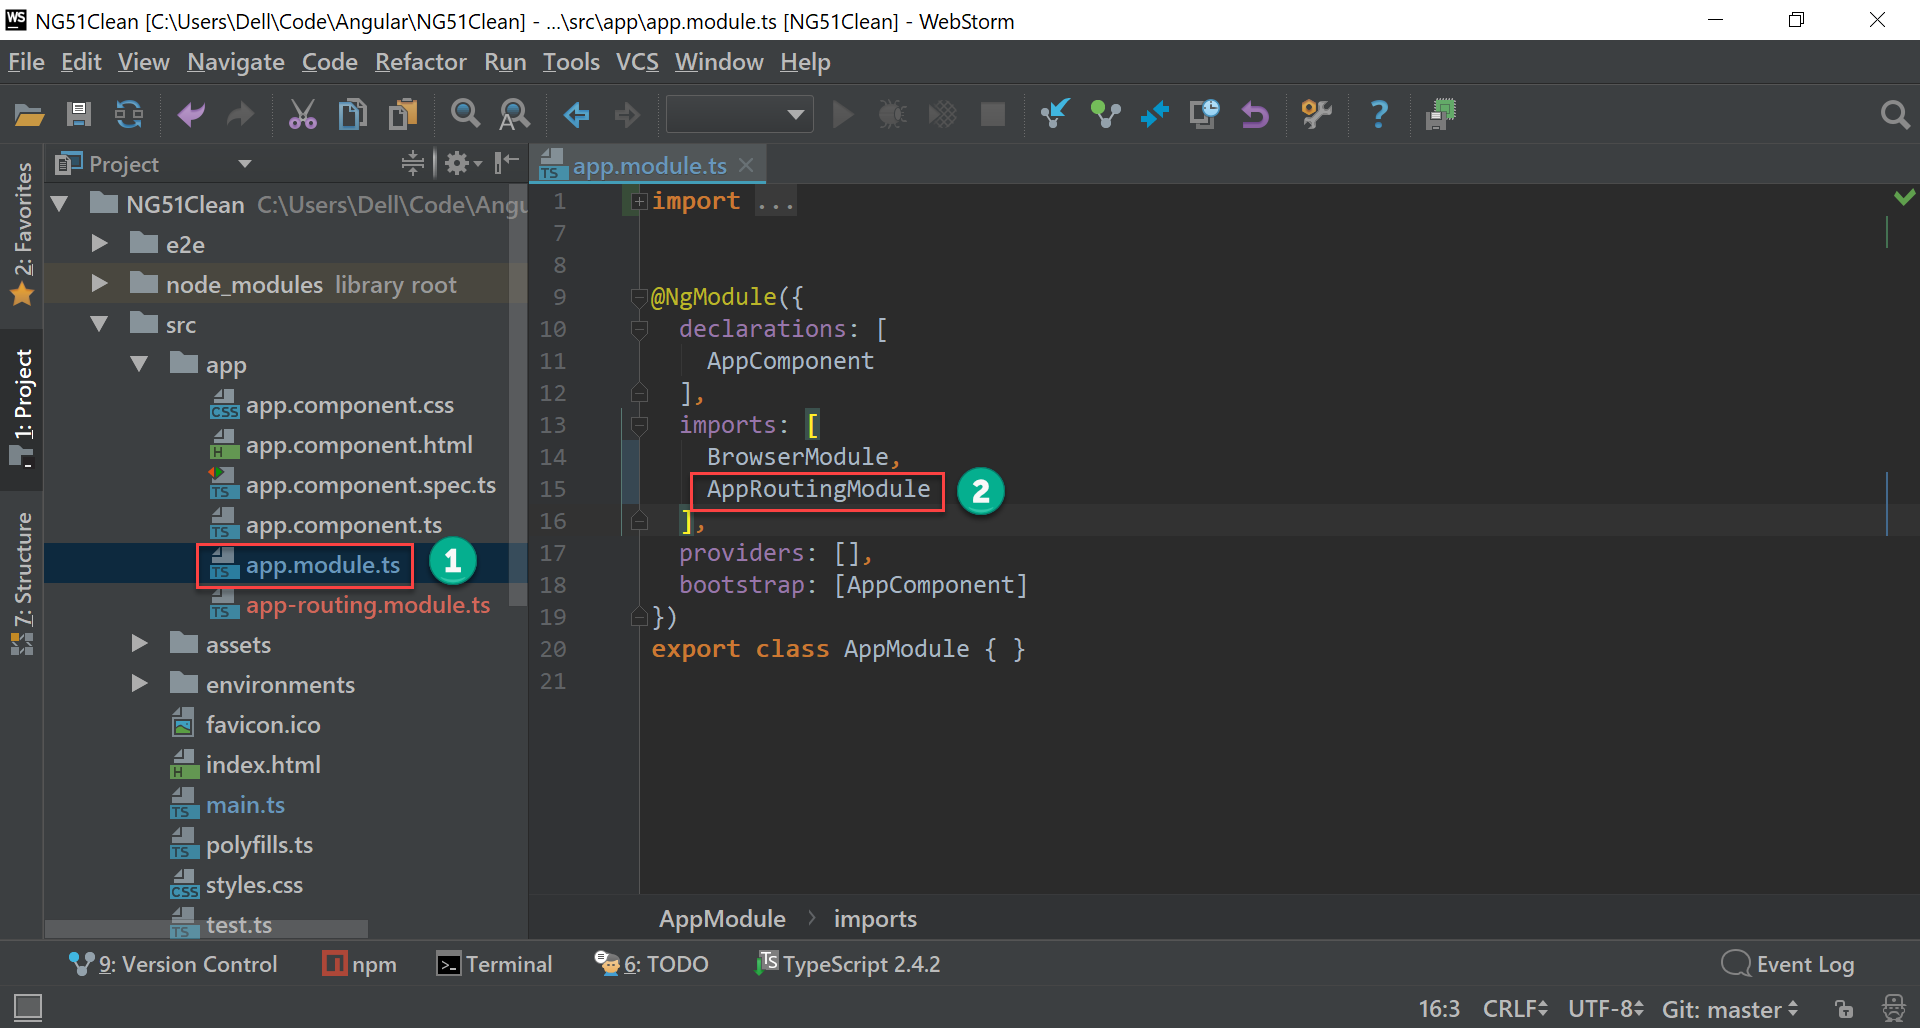 WS NG51Clean [C:\Users\Dell\Code\Angular\NG51Clean] - ...\src\app\app.module.ts [NG51Clean] - WebStorm
File Edit View Navigate Code Refactor Run Tools VCS Window Help
Project
app.module.ts
2: Favorites
1: Project
7: Structure
NG51Clean C:\Users\Dell\Code\Angu
e2e
node_modules library root
src
app
app.component.css
app.component.html
app.component.spec.ts
app.component.ts
app.module.ts 1
app-routing.module.ts
assets
environments
favicon.ico
index.html
main.ts
polyfills.ts
styles.css
test.ts
1 import ...
7
8
9 @NgModule({
10 declarations: [
11 AppComponent
12 ],
13 imports: [
14 BrowserModule,
15 AppRoutingModule 2
16 ],
17 providers: [],
18 bootstrap: [AppComponent]
19 })
20 export class AppModule { }
21
AppModule imports
9: Version Control npm Terminal 6: TODO TypeScript 2.4.2 Event Log
16:3 CRLF UTF-8 Git: master